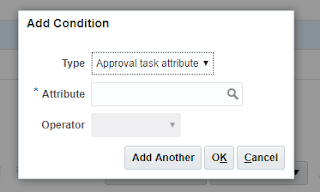 Add Condition
Type Approval task attribute
* Attribute
Operator
Add Another OK Cancel